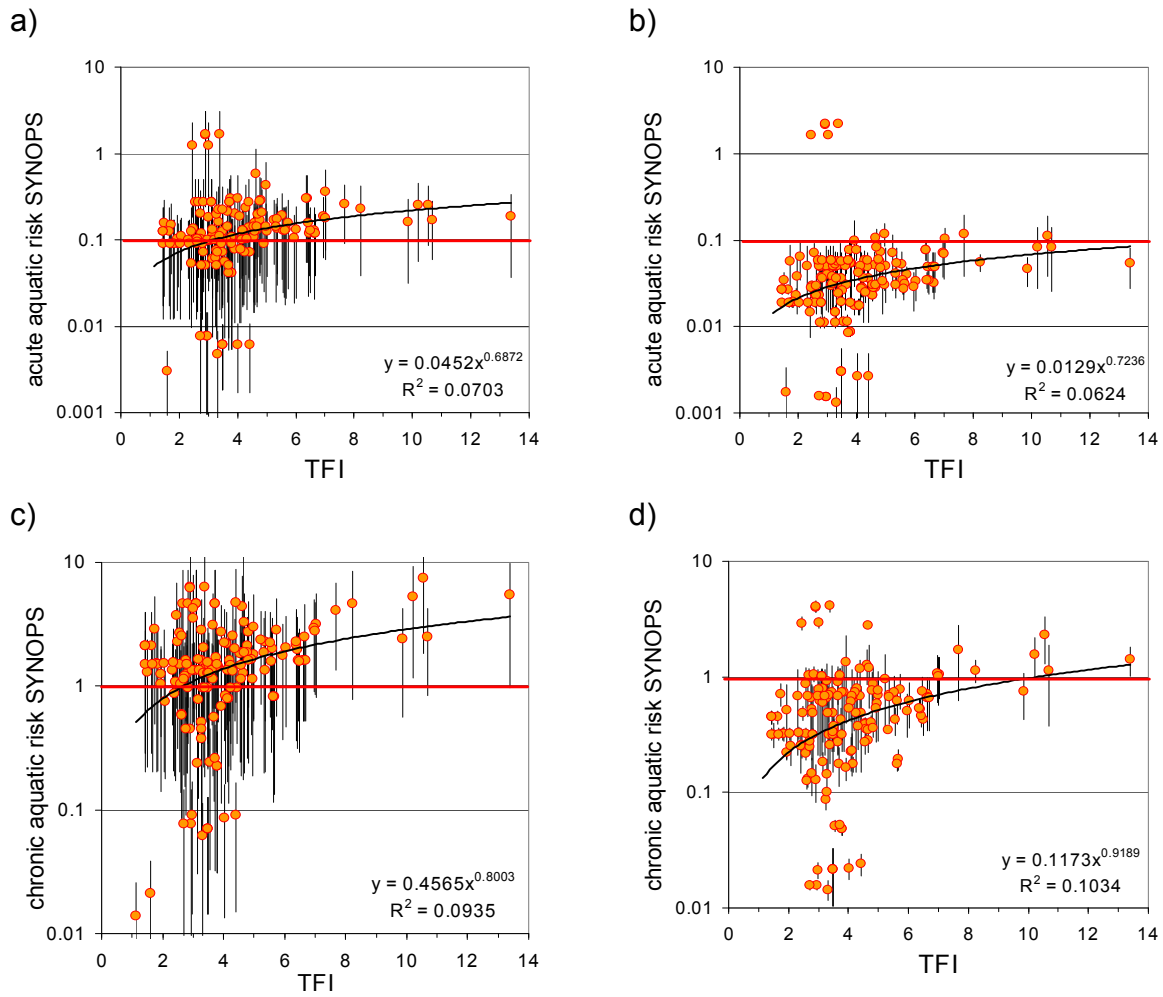 a)
acute aquatic risk SYNOPS
10
1
0.1
0.01
0.001
0 2 4 6 8 10 12 14
TFI
y = 0.0452x^0.6872
R² = 0.0703
b)
acute aquatic risk SYNOPS
10
1
0.1
0.01
0.001
0 2 4 6 8 10 12 14
TFI
y = 0.0129x^0.7236
R² = 0.0624
c)
chronic aquatic risk SYNOPS
10
1
0.1
0.01
0 2 4 6 8 10 12 14
TFI
y = 0.4565x^0.8003
R² = 0.0935
d)
chronic aquatic risk SYNOPS
10
1
0.1
0.01
0 2 4 6 8 10 12 14
TFI
y = 0.1173x^0.9189
R² = 0.1034